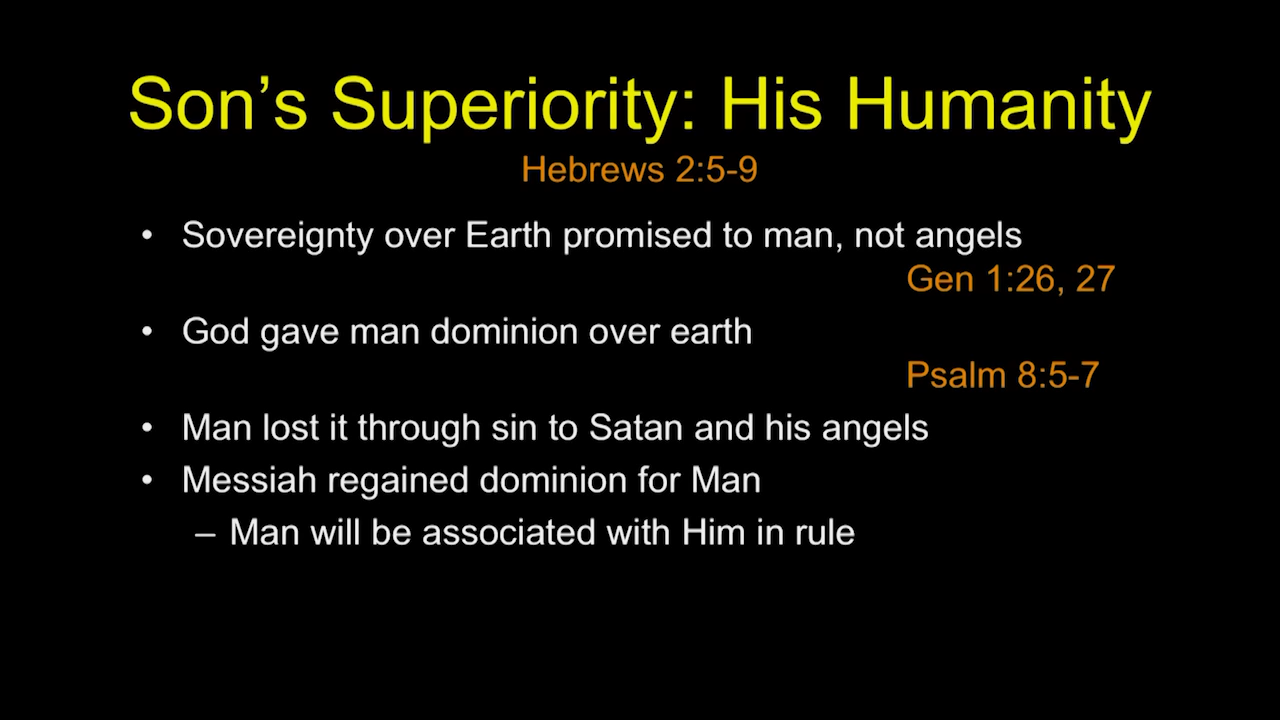 Son’s Superiority: His Humanity
Hebrews 2:5-9
• Sovereignty over Earth promised to man, not angels
Gen 1:26, 27
• God gave man dominion over earth
Psalm 8:5-7
• Man lost it through sin to Satan and his angels
• Messiah regained dominion for Man
– Man will be associated with Him in rule